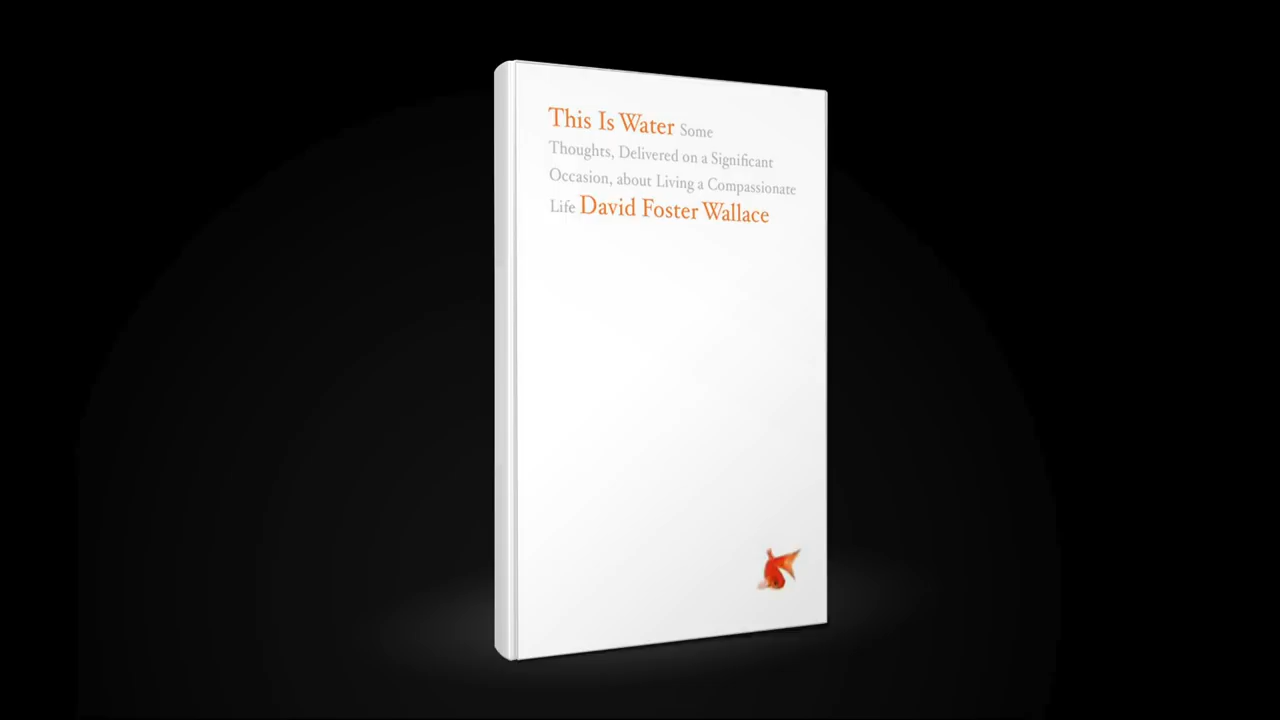 This Is Water Some
Thoughts, Delivered on a Significant
Occasion, about Living a Compassionate
Life David Foster Wallace